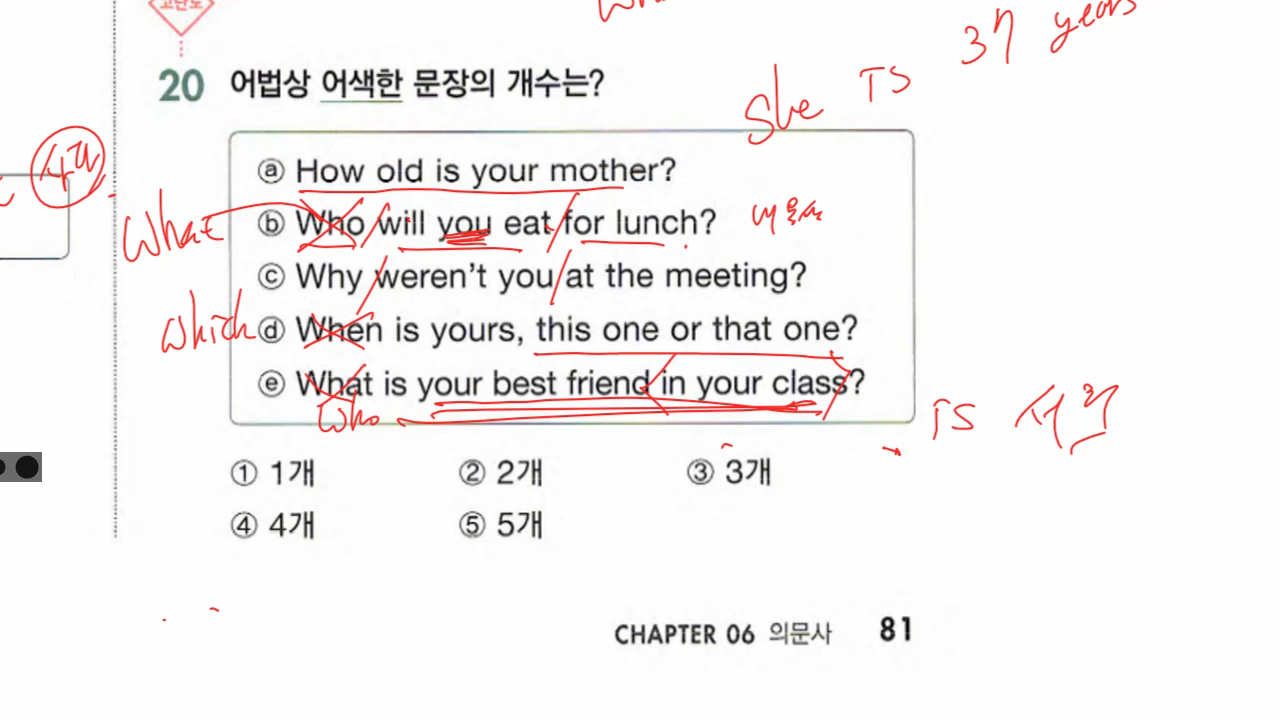 고난도
37 years
She IS
20 어법상 어색한 문장의 개수는?
ⓐ How old is your mother?
What ⓑ Who will you eat for lunch?
ⓒ Why weren't you at the meeting?
Which ⓓ When is yours, this one or that one?
ⓔ What is your best friend in your class?
Who
IS
① 1개 ② 2개 ③ 3개
④ 4개 ⑤ 5개
CHAPTER 06 의문사 81